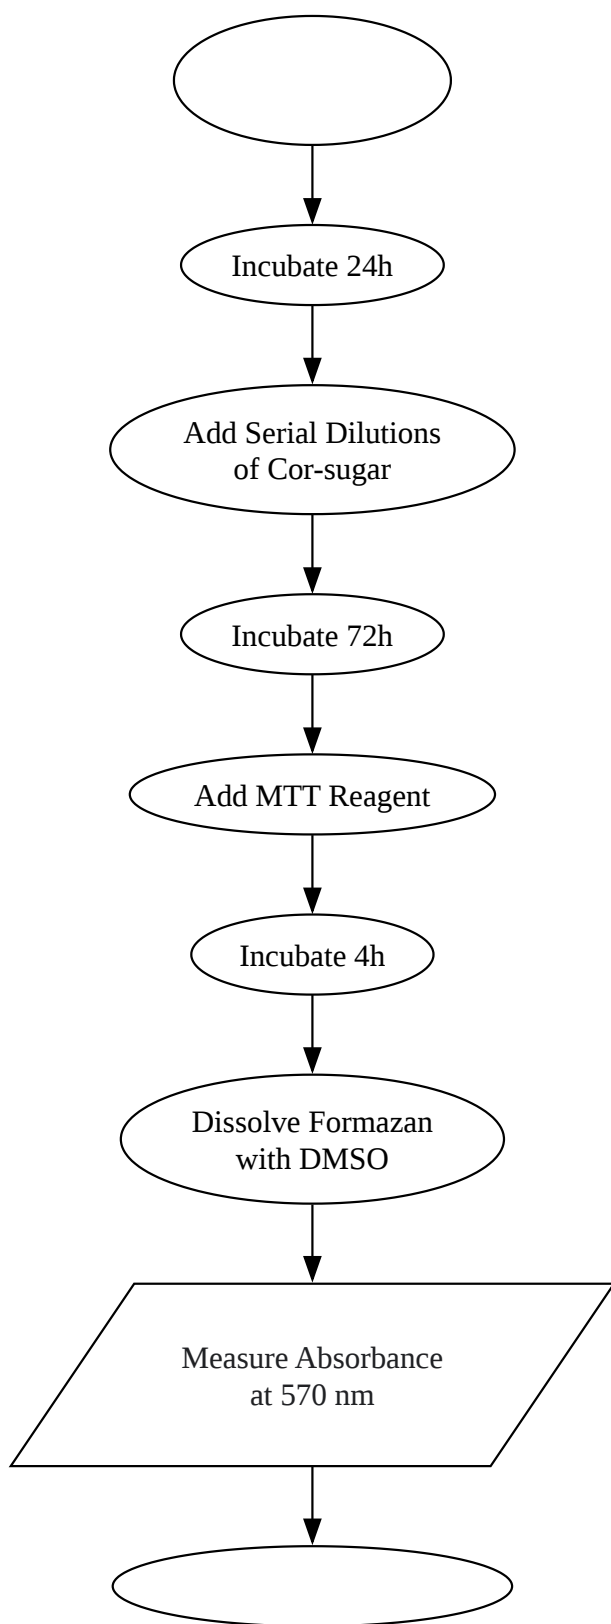 Incubate 24h
Add Serial Dilutions
of Cor-sugar
Incubate 72h
Add MTT Reagent
Incubate 4h
Dissolve Formazan
with DMSO
Measure Absorbance
at 570 nm